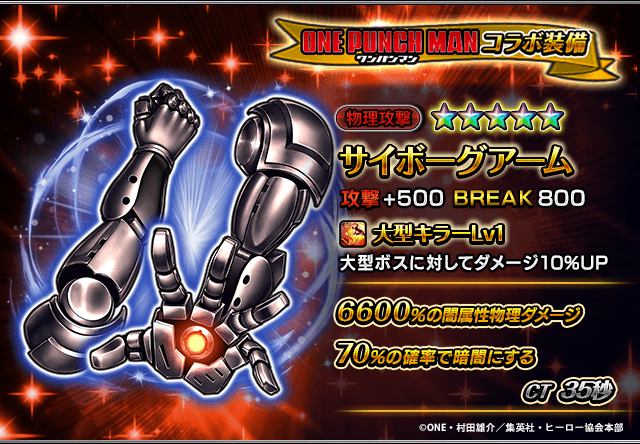 ONE PUNCH MAN コラボ装備
ワンパンマン
物理攻撃
サイボーグアーム
攻撃+500 BREAK 800
大型キラーLv1
大型ボスに対してダメージ10%UP
6600%の闇属性物理ダメージ
70%の確率で暗闇にする
CT 35秒
©ONE・村田雄介／集英社・ヒーロー協会本部